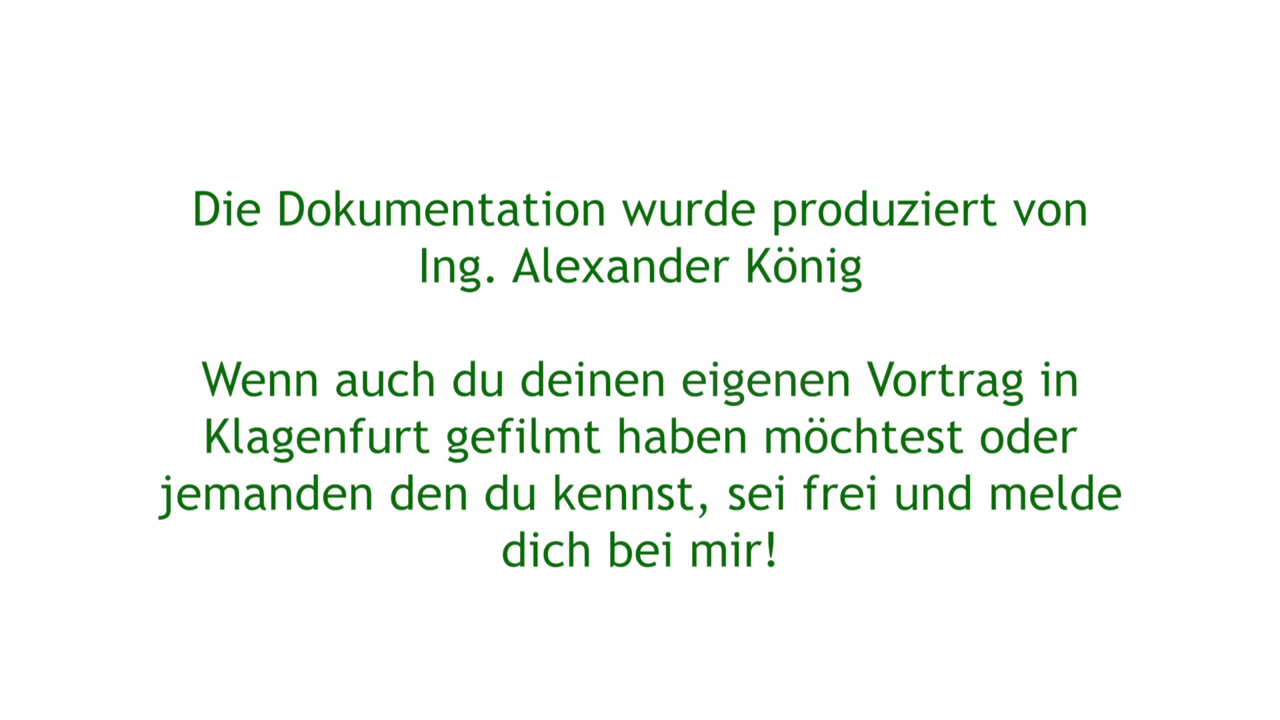 Die Dokumentation wurde produziert von
Ing. Alexander König
Wenn auch du deinen eigenen Vortrag in
Klagenfurt gefilmt haben möchtest oder
jemanden den du kennst, sei frei und melde
dich bei mir!